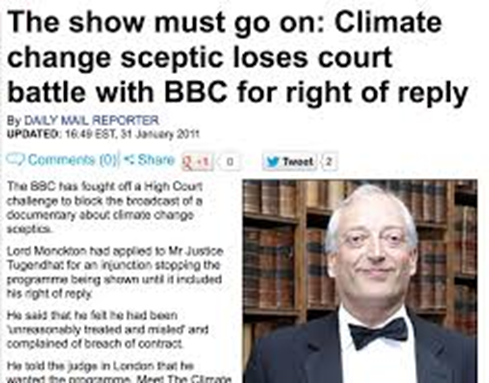 The show must go on: Climate
change sceptic loses court
battle with BBC for right of reply
By DAILY MAIL REPORTER
UPDATED: 16:49 EST, 31 January 2011
Comments (0) Share +1 0 Tweet 2
The BBC has fought off a High Court
challenge to block the broadcast of a
documentary about climate change
sceptics.
Lord Monckton had applied to Mr Justice
Tugendhat for an injunction stopping the
programme being shown until it included
his right of reply.
He said that he felt he had been
'unreasonably treated and misled' and
complained of breach of contract.
He told the judge in London that he
wanted the programme, Meet The Climate